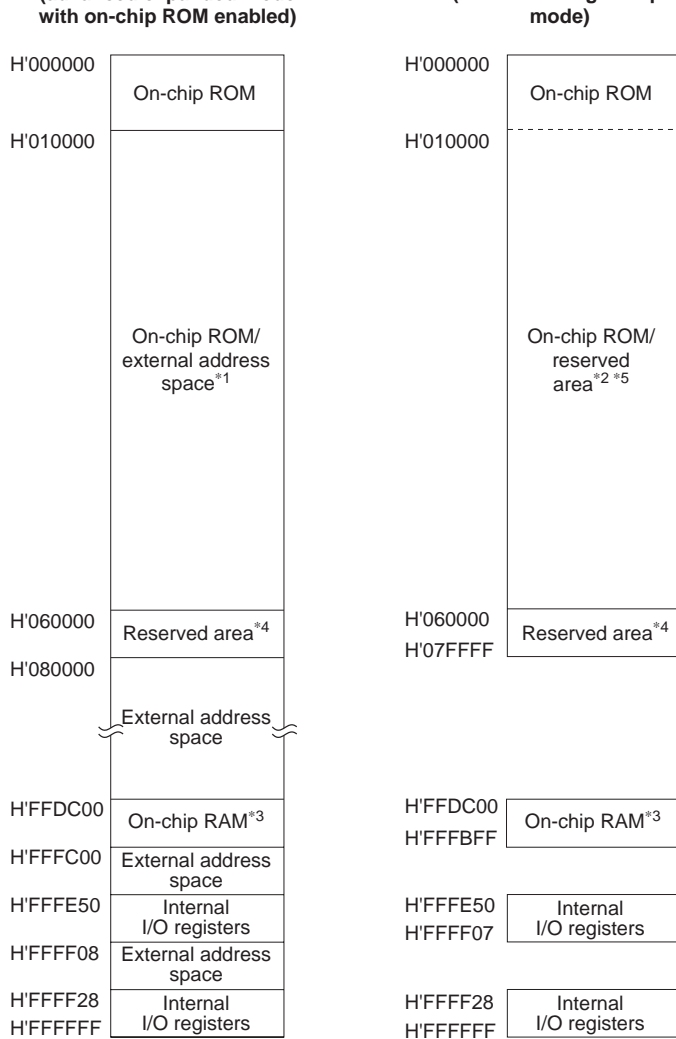 with on-chip ROM enabled)
mode)
H'000000
On-chip ROM
H'010000
On-chip ROM/
external address
space*1
H'060000
Reserved area*4
H'080000
External address
space
H'FFDC00
On-chip RAM*3
H'FFFC00
External address
space
H'FFFE50
Internal
I/O registers
H'FFFF08
External address
space
H'FFFF28
Internal
I/O registers
H'FFFFFF
H'000000
On-chip ROM
H'010000
On-chip ROM/
reserved
area*2 *5
H'060000
Reserved area*4
H'07FFFF
H'FFDC00
On-chip RAM*3
H'FFFBFF
H'FFFE50
Internal
I/O registers
H'FFFF07
H'FFFF28
Internal
I/O registers
H'FFFFFF